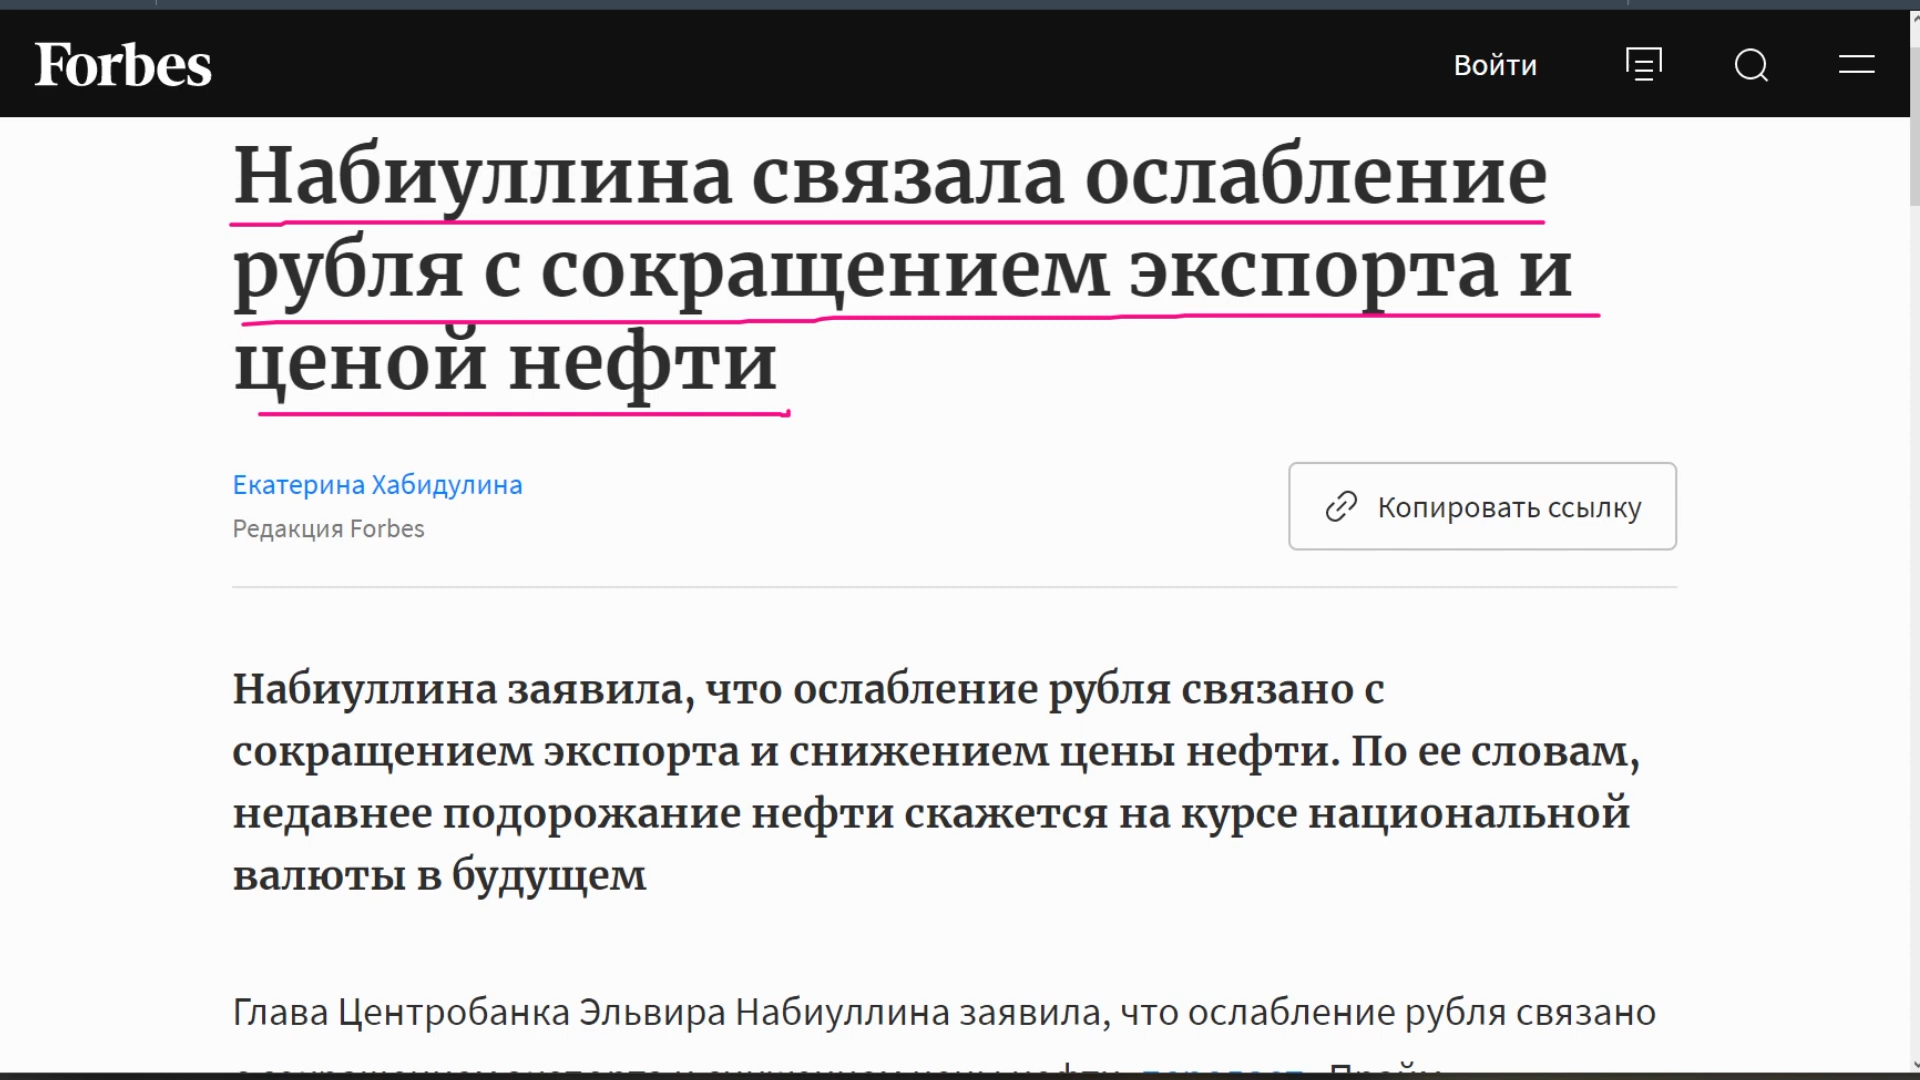 Forbes
Войти
Набиуллина связала ослабление
рубля с сокращением экспорта и
ценой нефти
Екатерина Хабидулина
Редакция Forbes
Копировать ссылку
Набиуллина заявила, что ослабление рубля связано с
сокращением экспорта и снижением цены нефти. По ее словам,
недавнее подорожание нефти скажется на курсе национальной
валюты в будущем
Глава Центробанка Эльвира Набиуллина заявила, что ослабление рубля связано